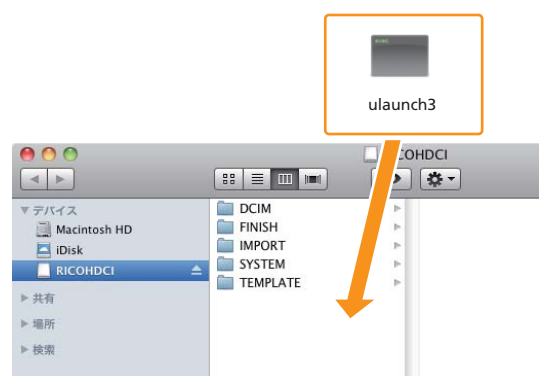 ulaunch3
OHDCI
デバイス
Macintosh HD
iDisk
RICOHDCI
▶共有
▶場所
▶検索
DCIM
FINISH
IMPORT
SYSTEM
TEMPLATE